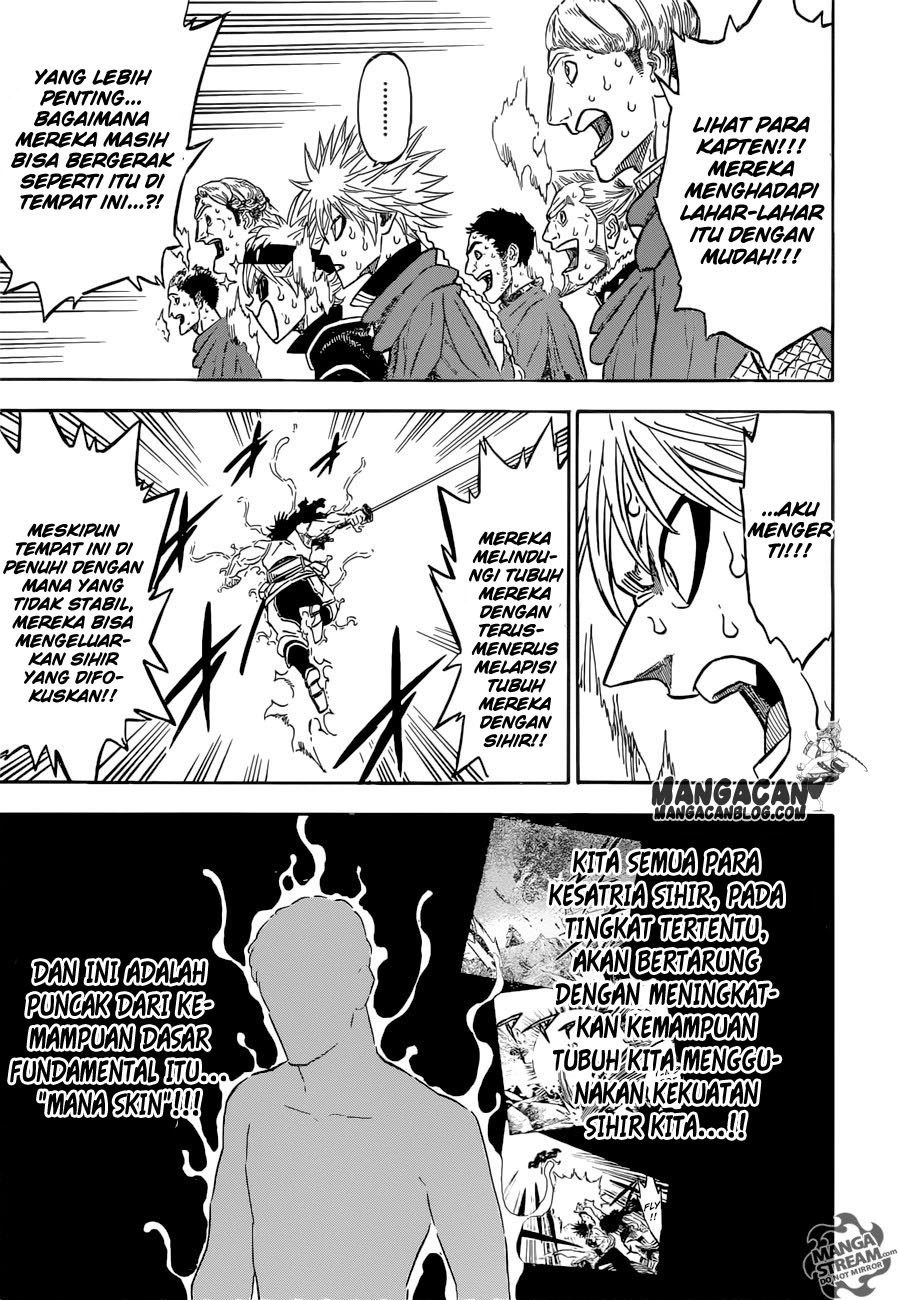 LIHAT PARA
KAPTEN!!!
MEREKA
MENGHADAPI
LAHAR-LAHAR
ITU DENGAN
MUDAH!!!
.........
YANG LEBIH
PENTING...
BAGAIMANA
MEREKA MASIH
BISA BERGERAK
SEPERTI ITU DI
TEMPAT INI...?!
...AKU
MENGER
TI!!!
MEREKA
MELINDU-
NGI TUBUH
MEREKA
DENGAN
TERUS-
MENERUS
MELAPISI
TUBUH
MEREKA
DENGAN
SIHIR!!
MESKIPUN
TEMPAT INI DI
PENUHI DENGAN
MANA YANG
TIDAK STABIL,
MEREKA BISA
MENGELUAR-
KAN SIHIR
YANG DIFO-
KUSKAN!!
MANGACAN
MANGACANBLOG.COM
KITA SEMUA PARA
KESATRIA SIHIR, PADA
TINGKAT TERTENTU,
AKAN BERTARUNG
DENGAN MENINGKAT-
KAN KEMAMPUAN
TUBUH KITA MENGGU-
NAKAN KEKUATAN
SIHIR KITA...!!
DAN INI ADALAH
PUNCAK DARI KE-
MAMPUAN DASAR
FUNDAMENTAL ITU...
"MANA SKIN"!!!
FLY
!!
MANGA
STREAM.com
DO NOT MIRROR!